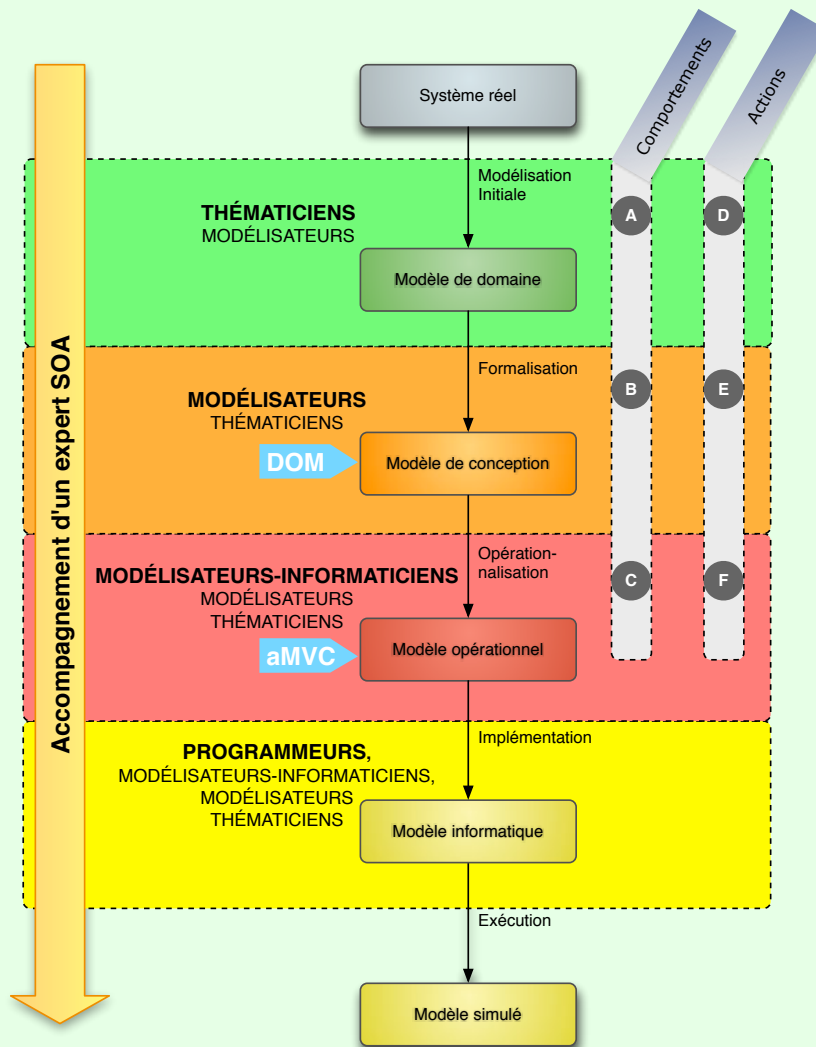 Système réel
Comportements
Actions
Modélisation
Initiale
THÉMATICIENS
MODÉLISATEURS
A
D
Modèle de domaine
Accompagnement d'un expert SOA
Formalisation
MODÉLISATEURS
THÉMATICIENS
B
E
DOM
Modèle de conception
Opération-
nalisation
MODÉLISATEURS-INFORMATICIENS
MODÉLISATEURS
THÉMATICIENS
C
F
aMVC
Modèle opérationnel
Implémentation
PROGRAMMEURS,
MODÉLISATEURS-INFORMATICIENS,
MODÉLISATEURS
THÉMATICIENS
Modèle informatique
Exécution
Modèle simulé